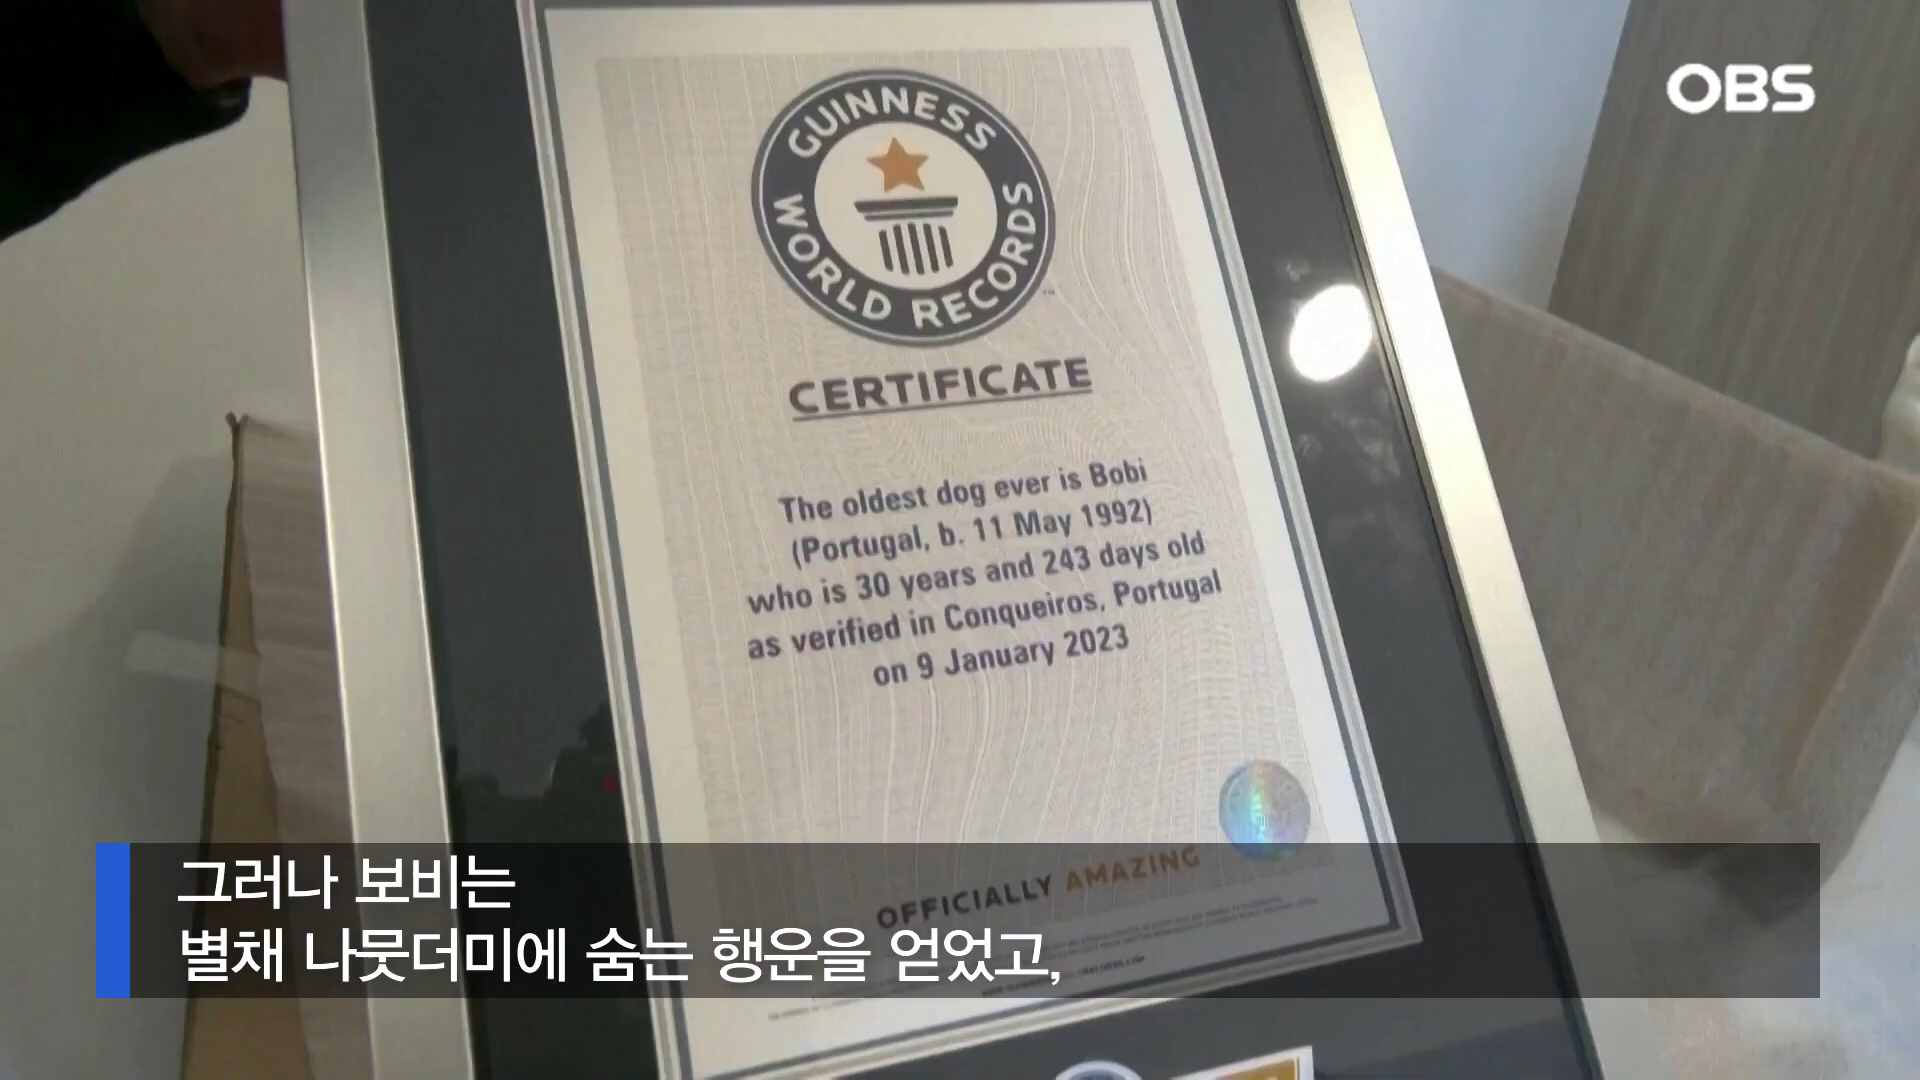 OBS
GUINNESS
WORLD RECORDS
™
CERTIFICATE
The oldest dog ever is Bobi
(Portugal, b. 11 May 1992)
who is 30 years and 243 days old
as verified in Conqueiros, Portugal
on 9 January 2023
OFFICIALLY AMAZING
그러나 보비는
별채 나뭇더미에 숨는 행운을 얻었고,